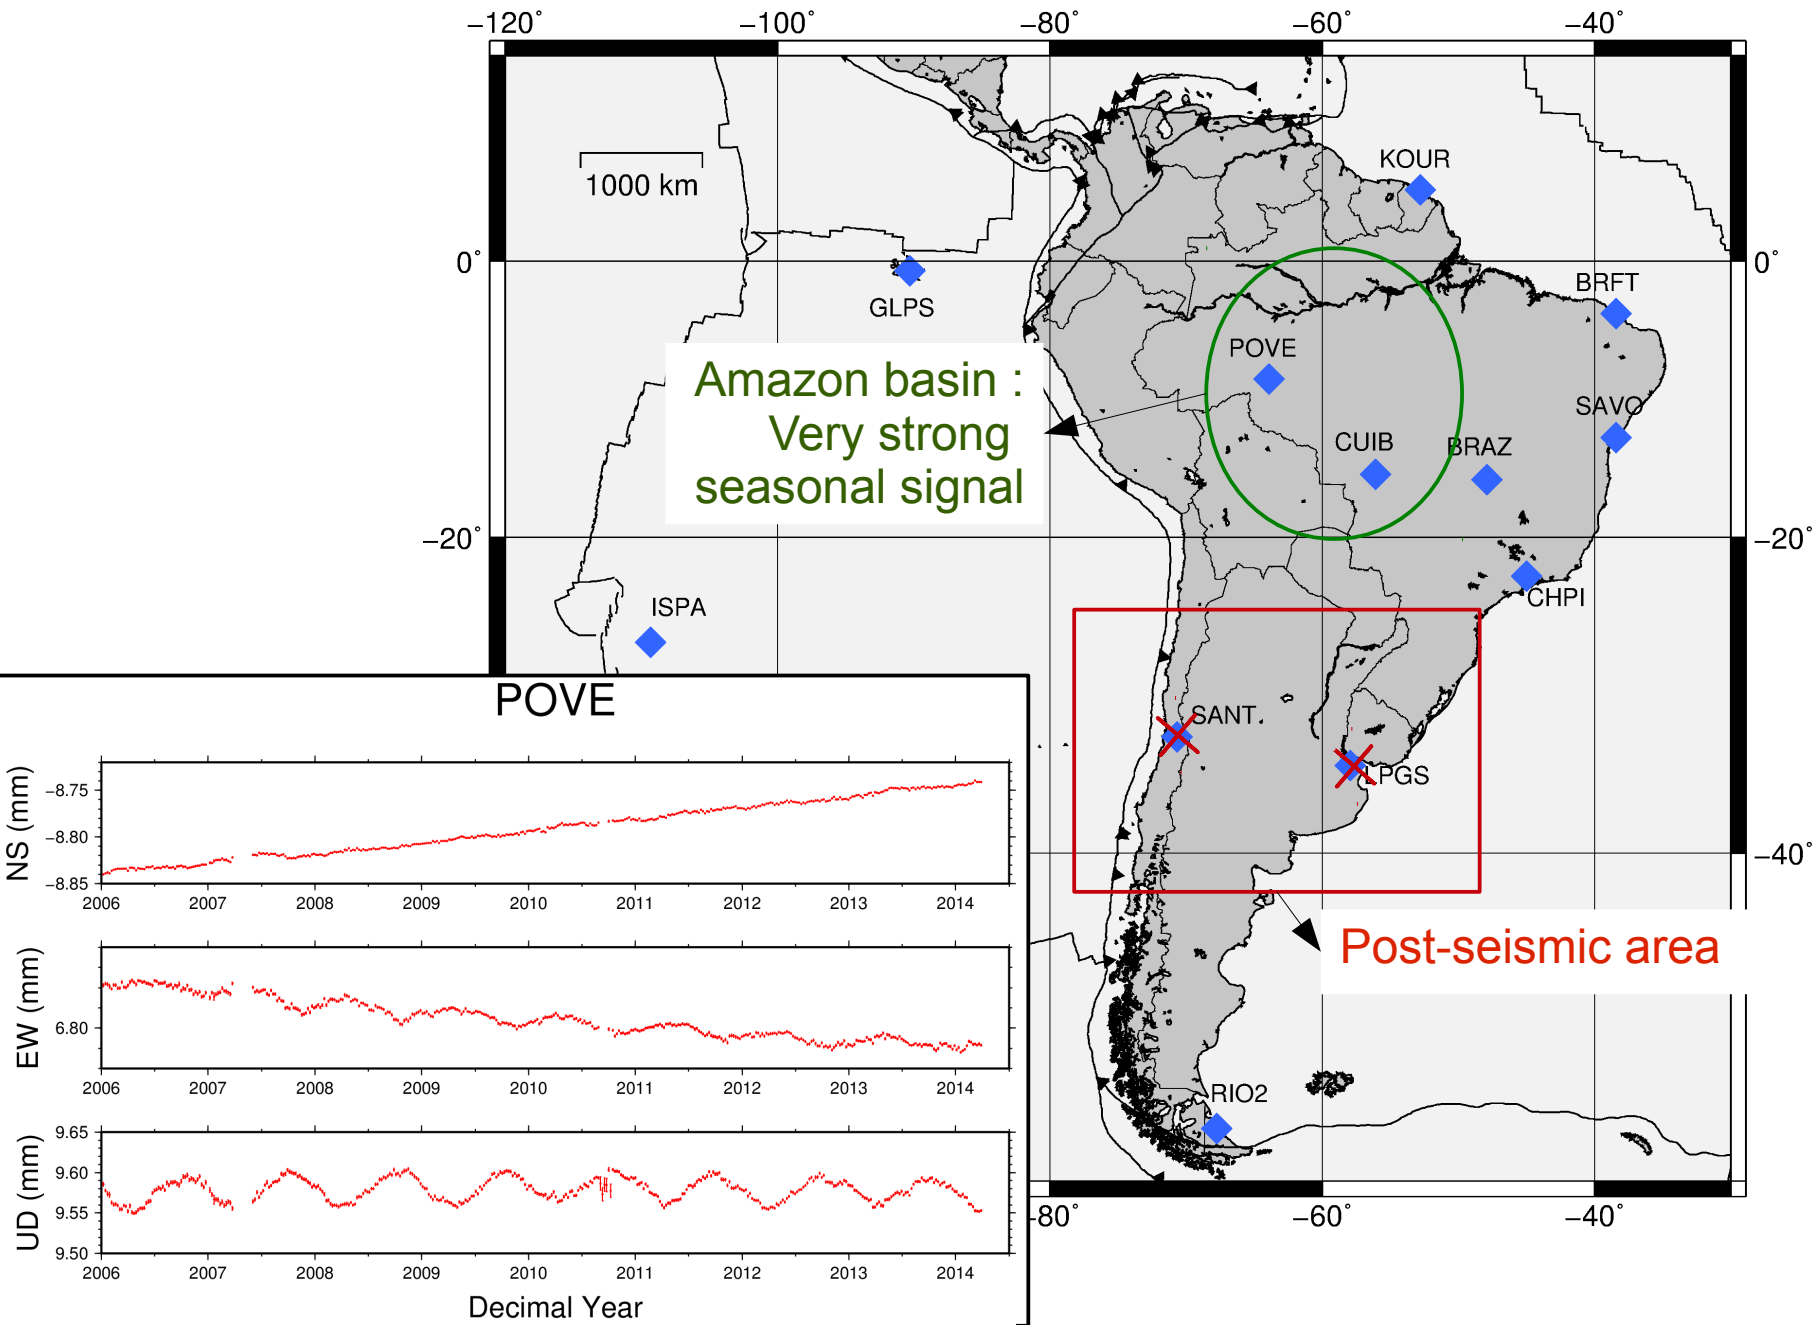 −120˚ −100˚ −80˚ −60˚ −40˚
KOUR
1000 km
0˚ 0˚
BRFT
GLPS
POVE
Amazon basin :
Very strong
seasonal signal
SAVO
CUIB BRAZ
−20˚ −20˚
CHPI
ISPA
POVE
SANT.
LPGS
NS (mm)
−8.75
−8.80
−8.85
2006 2007 2008 2009 2010 2011 2012 2013 2014
−40˚
Post-seismic area
EW (mm)
6.80
2006 2007 2008 2009 2010 2011 2012 2013 2014
RIO2
UD (mm)
9.65
9.60
9.55
9.50
2006 2007 2008 2009 2010 2011 2012 2013 2014
Decimal Year
-80˚ −60˚ −40˚